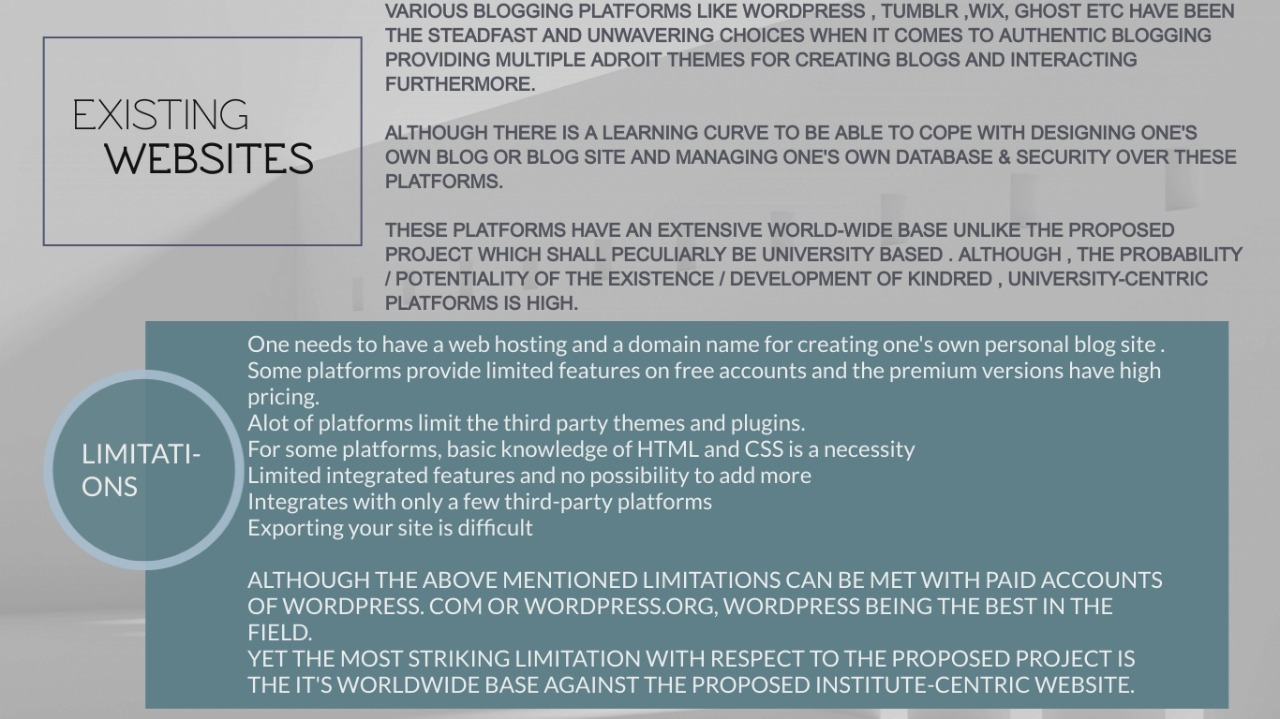 EXISTING
WEBSITES
VARIOUS BLOGGING PLATFORMS LIKE WORDPRESS , TUMBLR ,WIX, GHOST ETC HAVE BEEN
THE STEADFAST AND UNWAVERING CHOICES WHEN IT COMES TO AUTHENTIC BLOGGING
PROVIDING MULTIPLE ADROIT THEMES FOR CREATING BLOGS AND INTERACTING
FURTHERMORE.
ALTHOUGH THERE IS A LEARNING CURVE TO BE ABLE TO COPE WITH DESIGNING ONE'S
OWN BLOG OR BLOG SITE AND MANAGING ONE'S OWN DATABASE & SECURITY OVER THESE
PLATFORMS.
THESE PLATFORMS HAVE AN EXTENSIVE WORLD-WIDE BASE UNLIKE THE PROPOSED
PROJECT WHICH SHALL PECULIARLY BE UNIVERSITY BASED . ALTHOUGH , THE PROBABILITY
/ POTENTIALITY OF THE EXISTENCE / DEVELOPMENT OF KINDRED , UNIVERSITY-CENTRIC
PLATFORMS IS HIGH.
LIMITATI-
ONS
One needs to have a web hosting and a domain name for creating one's own personal blog site .
Some platforms provide limited features on free accounts and the premium versions have high
pricing.
Alot of platforms limit the third party themes and plugins.
For some platforms, basic knowledge of HTML and CSS is a necessity
Limited integrated features and no possibility to add more
Integrates with only a few third-party platforms
Exporting your site is difficult
ALTHOUGH THE ABOVE MENTIONED LIMITATIONS CAN BE MET WITH PAID ACCOUNTS
OF WORDPRESS. COM OR WORDPRESS.ORG, WORDPRESS BEING THE BEST IN THE
FIELD.
YET THE MOST STRIKING LIMITATION WITH RESPECT TO THE PROPOSED PROJECT IS
THE IT'S WORLDWIDE BASE AGAINST THE PROPOSED INSTITUTE-CENTRIC WEBSITE.